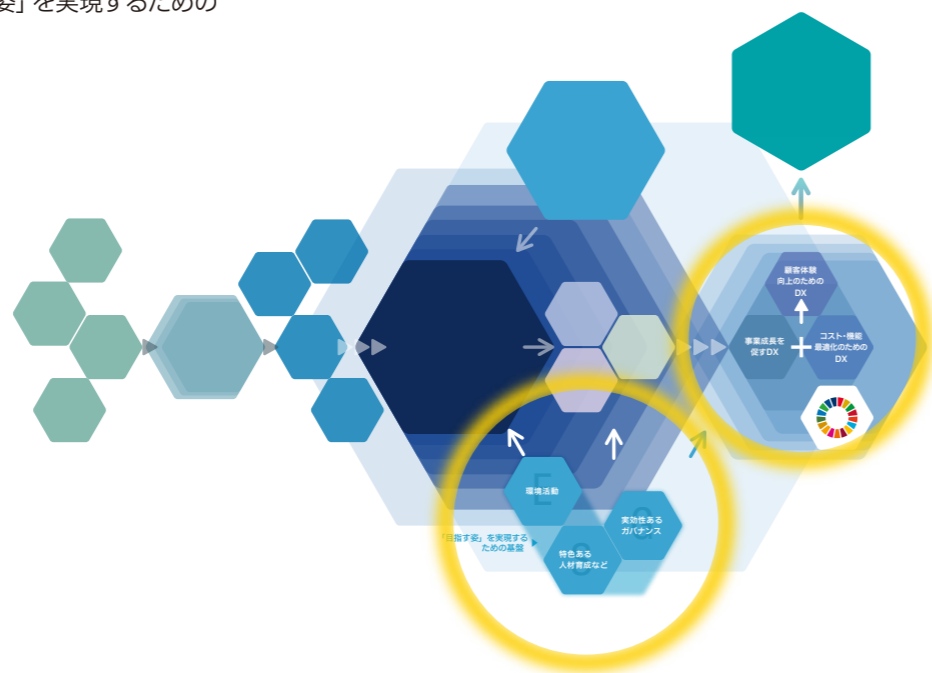 姿」を実現するための
顧客体験
向上のための
DX
事業成長を
促すDX
コスト・機能
最適化のための
DX
E
環境活動
実効性ある
ガバナンス
「目指す姿」を実現する
ための基盤
S
特色ある
人材育成など